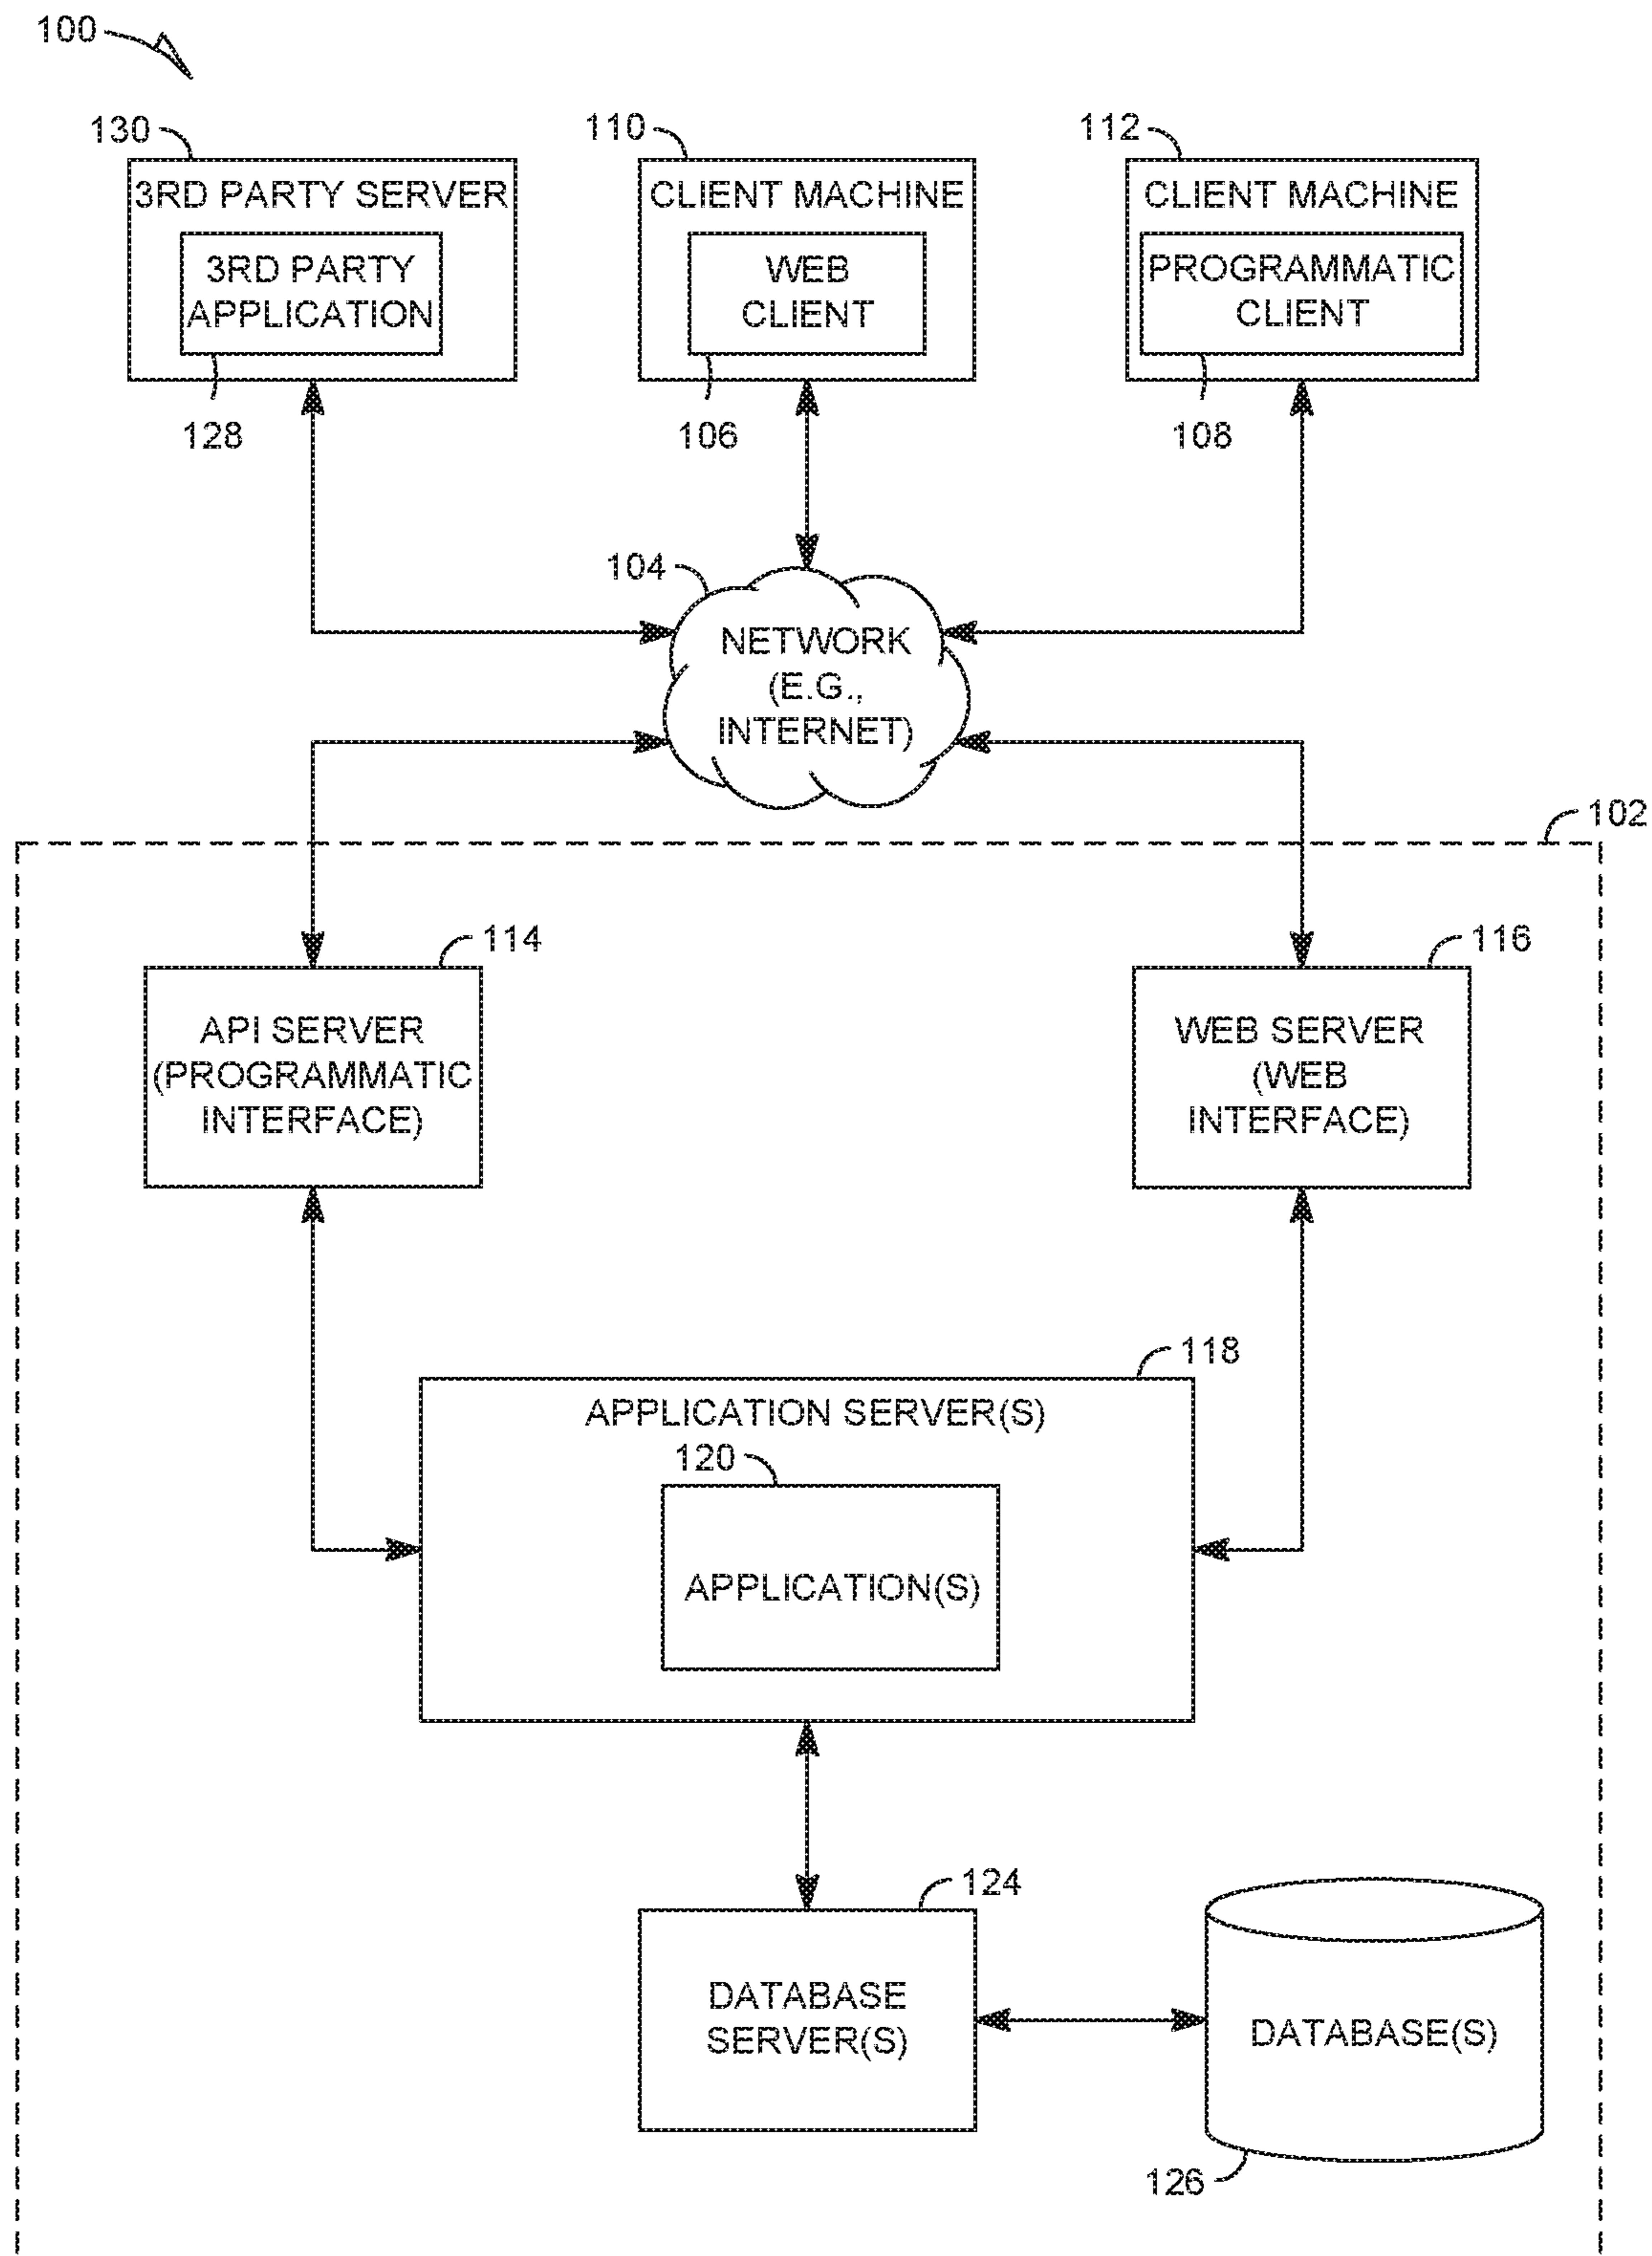 100
130
110
112
3RD PARTY SERVER
CLIENT MACHINE
CLIENT MACHINE
3RD PARTY
APPLICATION
WEB
CLIENT
PROGRAMMATIC
CLIENT
128
106
108
104
NETWORK
(E.G.,
INTERNET)
102
114
116
API SERVER
(PROGRAMMATIC
INTERFACE)
WEB SERVER
(WEB
INTERFACE)
118
APPLICATION SERVER(S)
120
APPLICATION(S)
124
DATABASE
SERVER(S)
DATABASE(S)
126